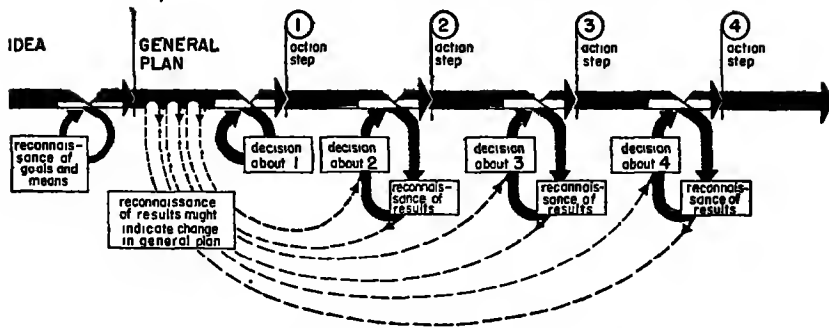 IDEA
GENERAL
PLAN
1
action
step
2
action
step
3
action
step
4
action
step
reconnais-
sance of
goals and
means
decision
about 1
decision
about 2
decision
about 3
decision
about 4
reconnais-
sance of
results
reconnais-
sance of
results
reconnais-
sance of
results
reconnaissance
of results might
indicate change
in general plan